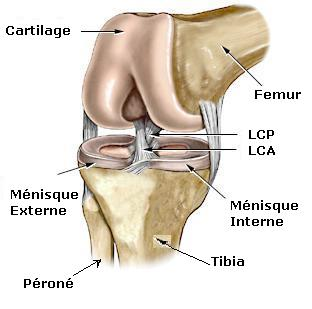 Cartilage
Femur
LCP
LCA
Ménisque
Externe
Ménisque
Interne
Tibia
Péroné